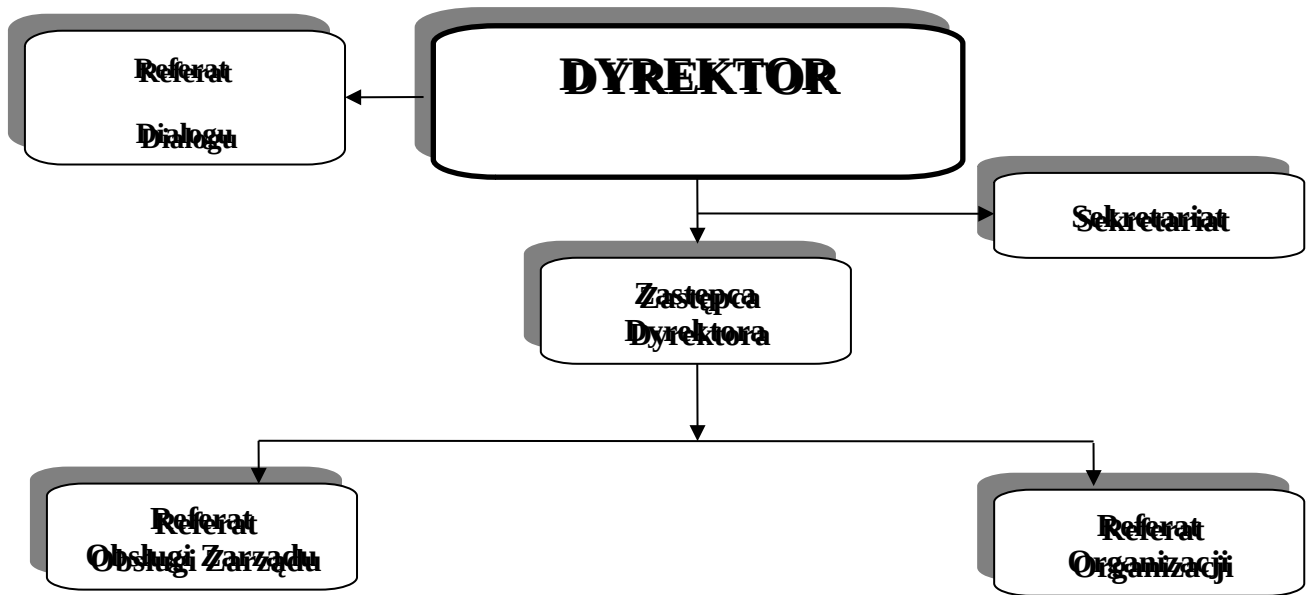 Referat
Dialogu
DYREKTOR
Sekretariat
Zastępca
Dyrektora
Referat
Obsługi Zarządu
Referat
Organizacji